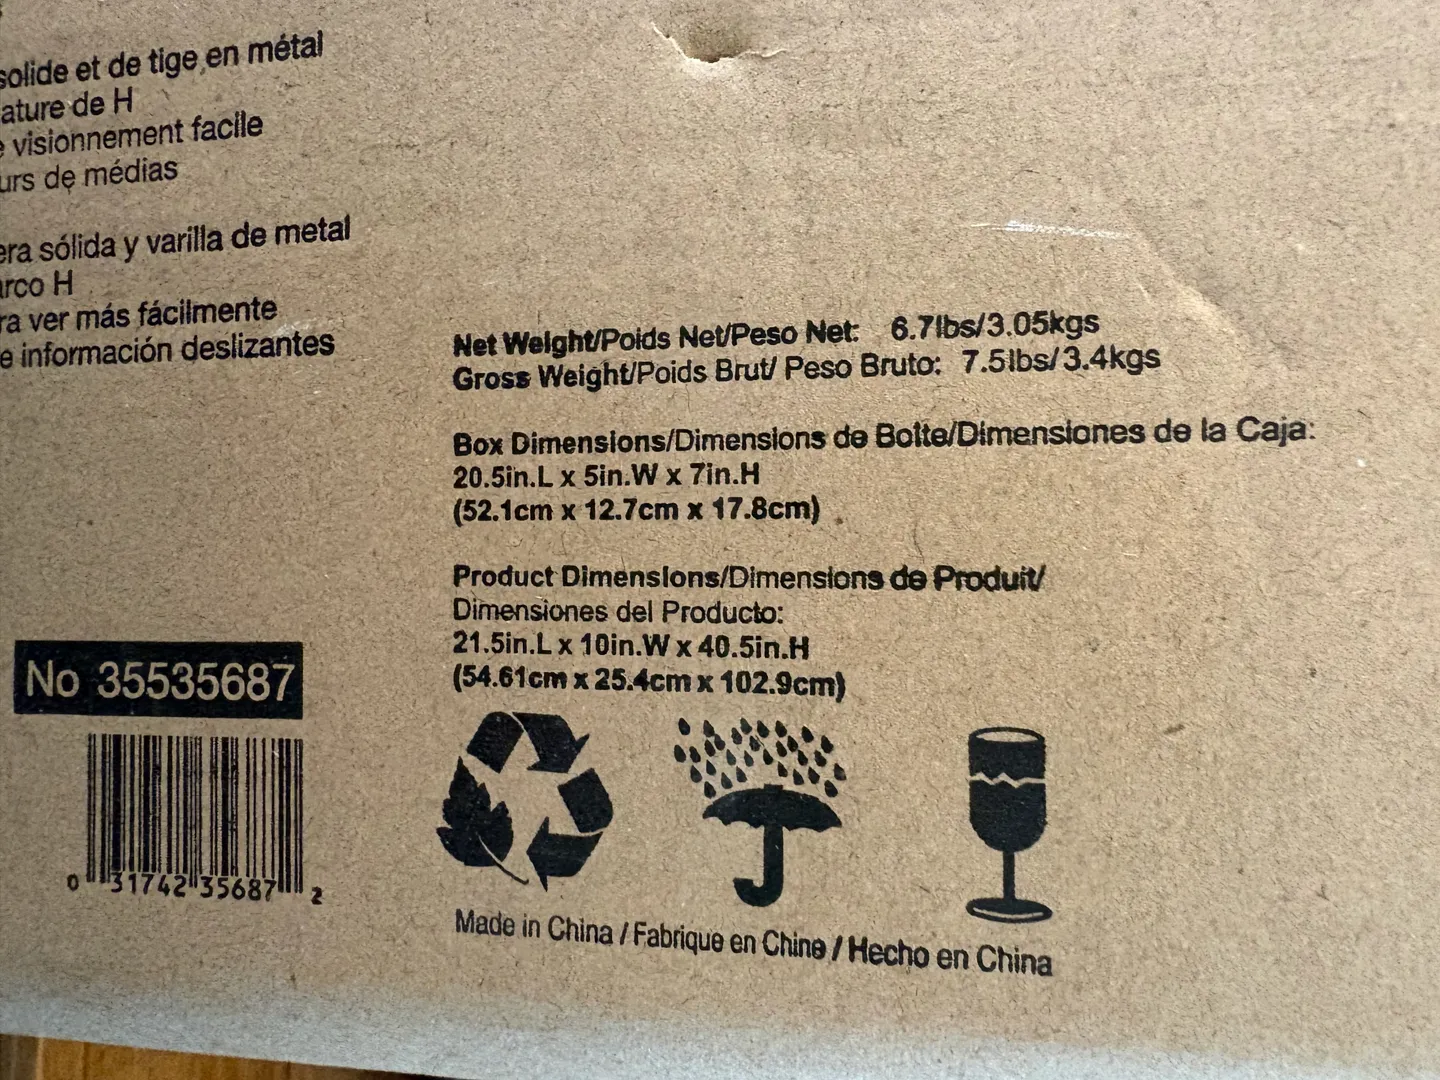 solide et de tige en métal
ature de H
e visionnement facile
urs de médias
era sólida y varilla de metal
arco H
ra ver más fácilmente
e información deslizantes
Net Weight/Poids Net/Peso Net: 6.7lbs/3.05kgs
Gross Weight/Poids Brut/ Peso Bruto: 7.5lbs/3.4kgs
Box Dimensions/Dimensions de Boîte/Dimensiones de la Caja:
20.5in.L x 5in.W x 7in.H
(52.1cm x 12.7cm x 17.8cm)
Product Dimensions/Dimensions de Produit/
Dimensiones del Producto:
21.5in.L x 10in.W x 40.5in.H
(54.61cm x 25.4cm x 102.9cm)
No 35535687
0 31742 35687 2
Made in China / Fabrique en Chine / Hecho en China